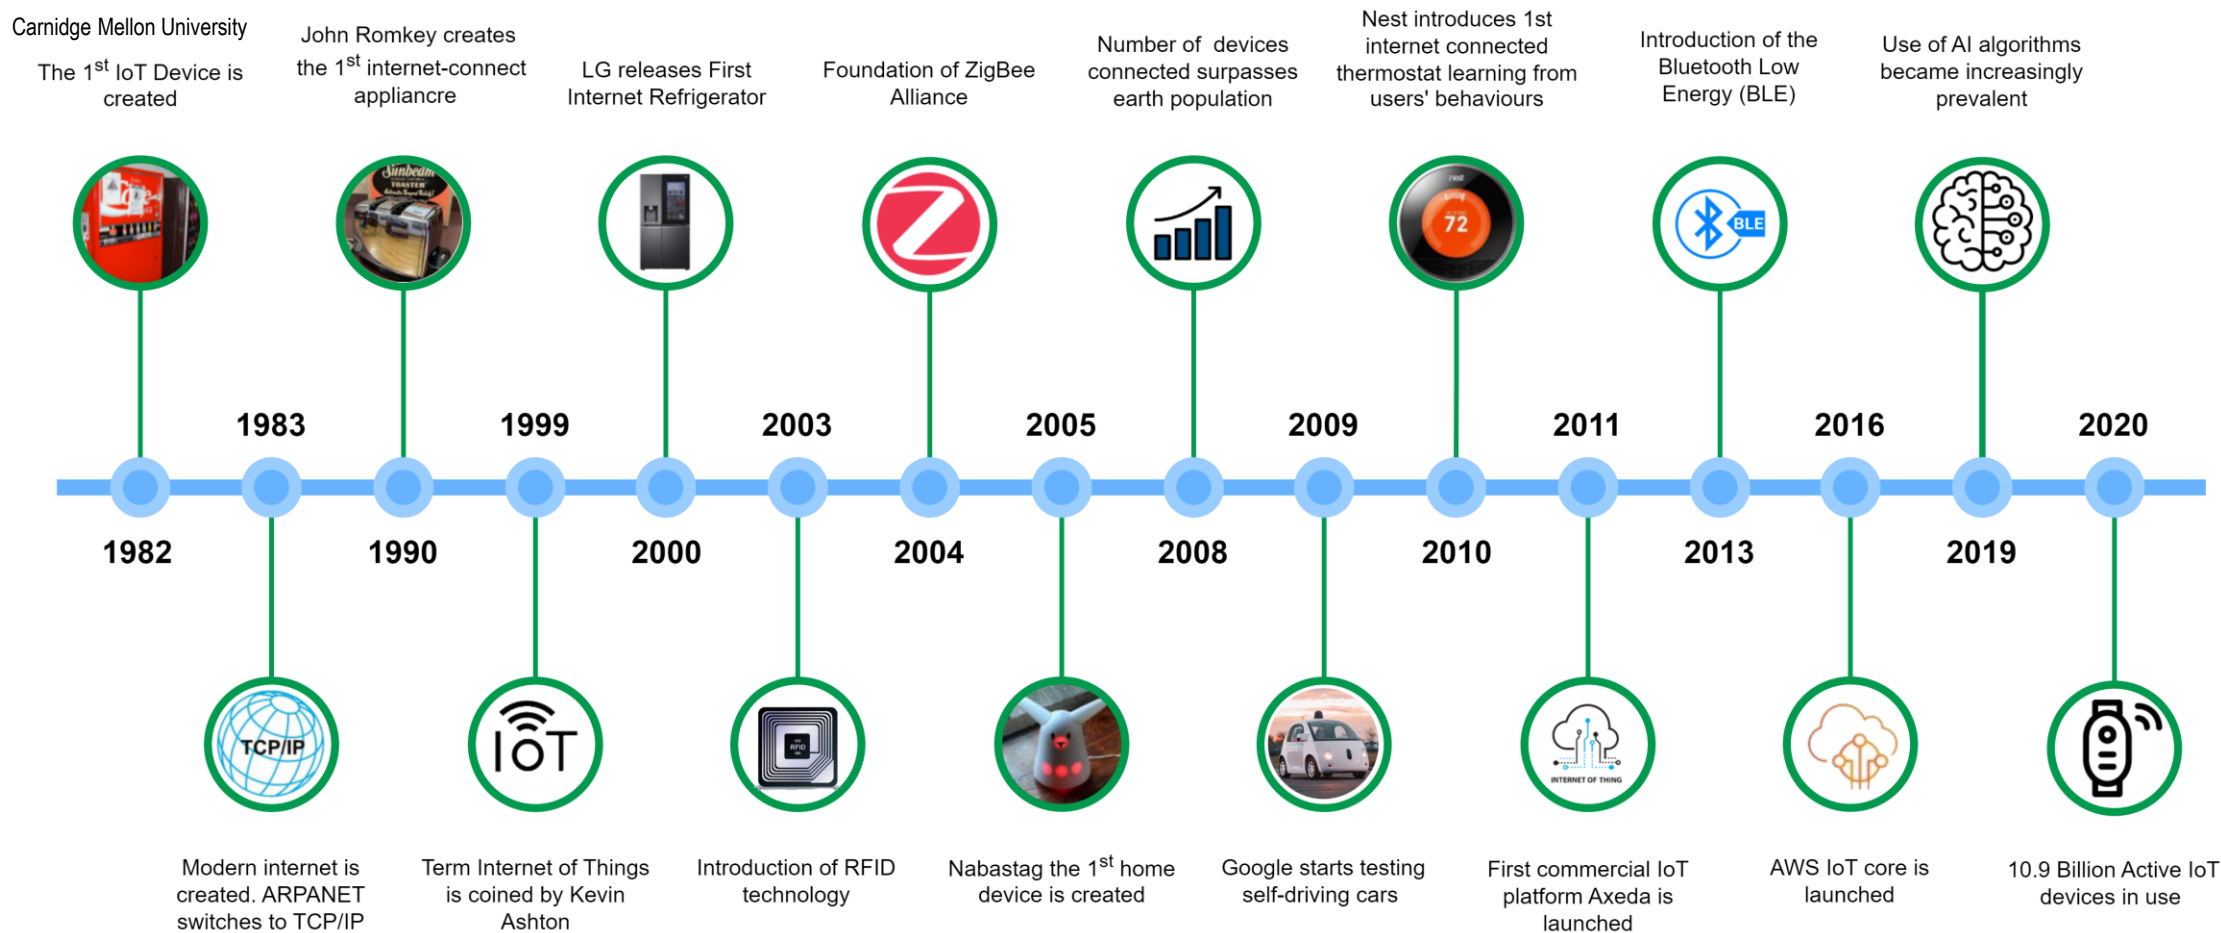 Carnidge Mellon University
The 1st IoT Device is
created
John Romkey creates
the 1st internet-connect
appliancre
LG releases First
Internet Refrigerator
Foundation of ZigBee
Alliance
Number of devices
connected surpasses
earth population
Nest introduces 1st
internet connected
thermostat learning from
users' behaviours
Introduction of the
Bluetooth Low
Energy (BLE)
Use of AI algorithms
became increasingly
prevalent
Sunbeam
TOASTER
nest
72
BLE
1983
1999
2003
2005
2009
2011
2016
2020
1982
1990
2000
2004
2008
2010
2013
2019
TCP/IP
IoT
RFID
INTERNET OF THING
Modern internet is
created. ARPANET
switches to TCP/IP
Term Internet of Things
is coined by Kevin
Ashton
Introduction of RFID
technology
Nabastag the 1st home
device is created
Google starts testing
self-driving cars
First commercial IoT
platform Axeda is
launched
AWS IoT core is
launched
10.9 Billion Active IoT
devices in use